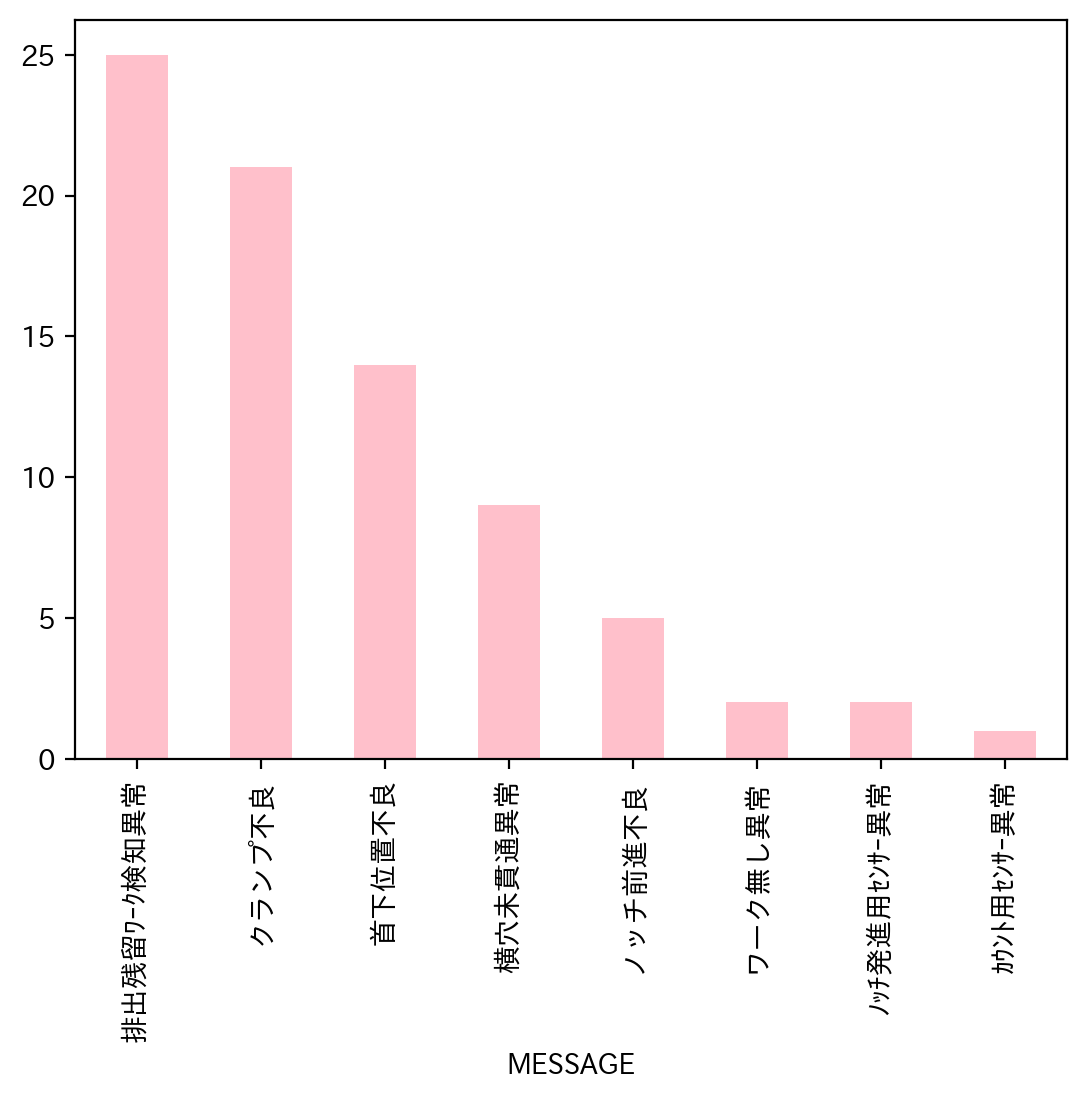 25
20
15
10
5
0
排出残留ﾜｰｸ検知異常
クランプ不良
首下位置不良
横穴未貫通異常
ノッチ前進不良
ワーク無し異常
ﾉｯﾁ発進用ｾﾝｻｰ異常
ｶｳﾝﾄ用ｾﾝｻｰ異常
MESSAGE